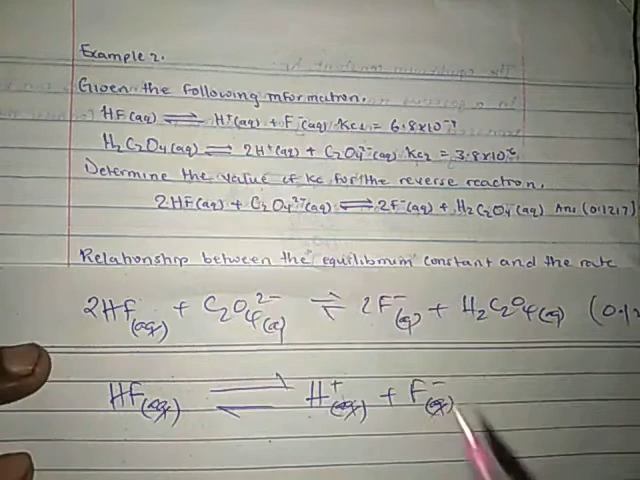 Example 2.
Given the following information.
HF(aq) ⇌ H⁺(aq) + F⁻(aq) Kc1 = 6.8x10⁻⁴
H₂C₂O₄(aq) ⇌ 2H⁺(aq) + C₂O₄²⁻(aq) Kc2 = 3.8x10⁻⁶
Determine the value of Kc for the reverse reaction.
2HF(aq) + C₂O₄²⁻(aq) ⇌ 2F⁻(aq) + H₂C₂O₄(aq) Ans (0.1217)
Relationship between the equilibrium constant and the rate
2HF(aq) + C₂O₄²⁻(a) ⇌ 2F⁻(q) + H₂C₂O₄(q) (0.12
HF(aq) ⇌ H⁺(aq) + F⁻(aq)